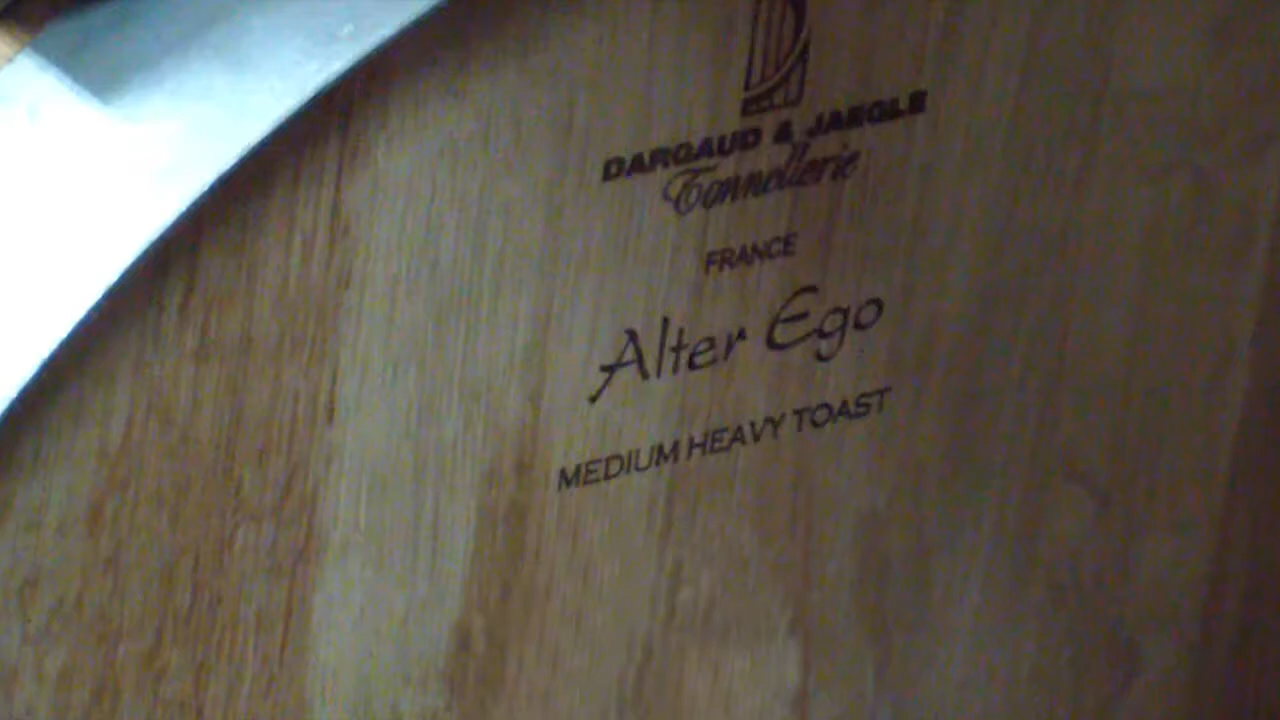 DARGAUD & JAEGLE
Tonnellerie
FRANCE
Alter Ego
MEDIUM HEAVY TOAST